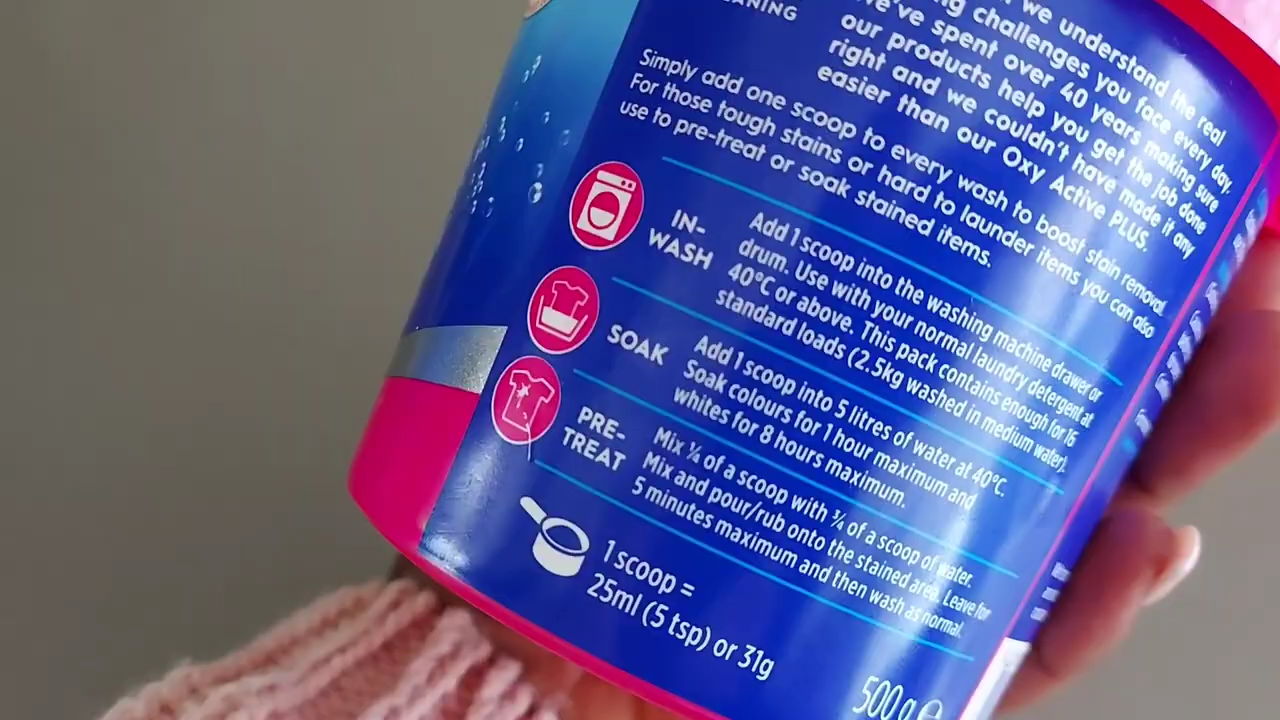 EANING
we understand the real
challenges you face every day.
We've spent over 40 years making sure
our products help you get the job done
right and we couldn't have made it any
easier than our Oxy Active PLUS.
Simply add one scoop to every wash to boost stain removal.
For those tough stains or hard to launder items you can also
use to pre-treat or soak stained items.
IN-
WASH
Add 1 scoop into the washing machine drawer or
drum. Use with your normal laundry detergent at
40°C or above. This pack contains enough for 16
standard loads (2.5kg washed in medium water).
SOAK
Add 1 scoop into 5 litres of water at 40°C.
Soak colours for 1 hour maximum and
whites for 8 hours maximum.
PRE-
TREAT
Mix ¼ of a scoop with ¾ of a scoop of water.
Mix and pour/rub onto the stained area. Leave for
5 minutes maximum and then wash as normal.
1 scoop =
25ml (5 tsp) or 31g
500g e